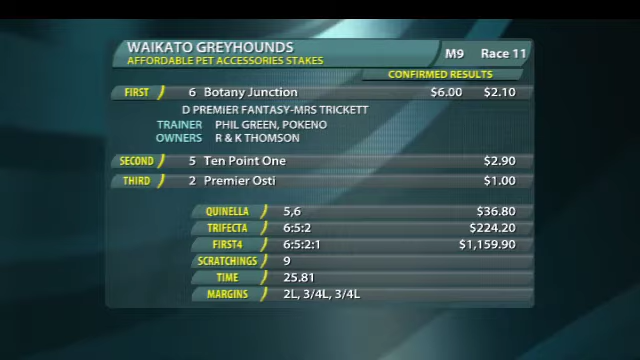 WAIKATO GREYHOUNDS M9 Race 11
AFFORDABLE PET ACCESSORIES STAKES
CONFIRMED RESULTS
FIRST 6 Botany Junction $6.00 $2.10
D PREMIER FANTASY-MRS TRICKETT
TRAINER PHIL GREEN, POKENO
OWNERS R & K THOMSON
SECOND 5 Ten Point One $2.90
THIRD 2 Premier Osti $1.00
QUINELLA 5,6 $36.80
TRIFECTA 6:5:2 $224.20
FIRST4 6:5:2:1 $1,159.90
SCRATCHINGS 9
TIME 25.81
MARGINS 2L, 3/4L, 3/4L